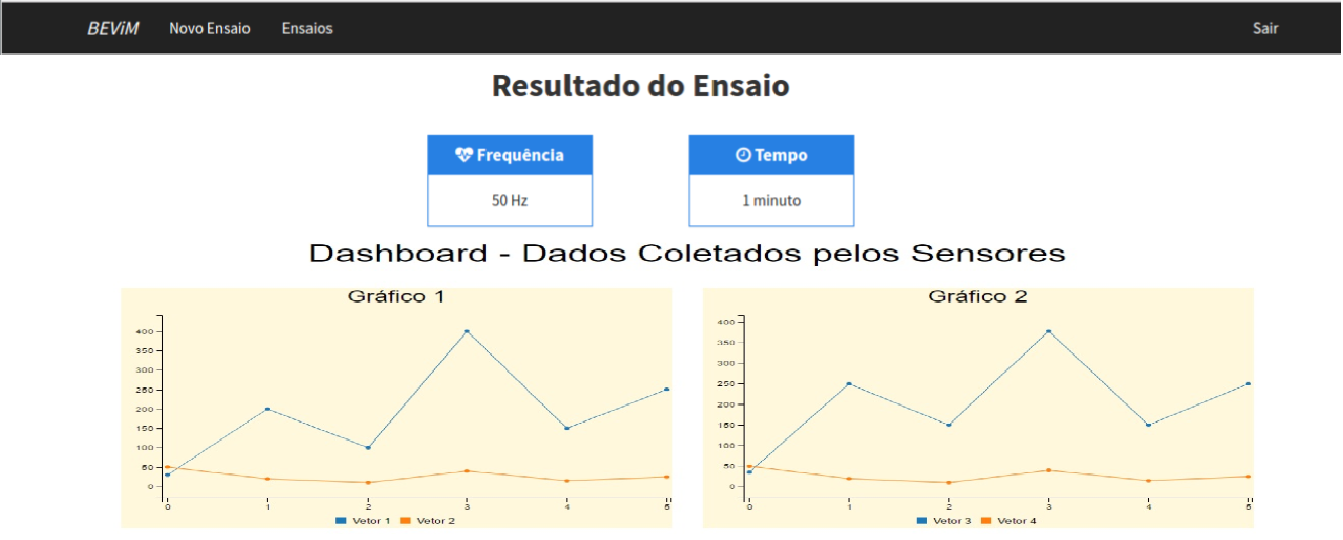 BEViM Novo Ensaio Ensaios Sair
Resultado do Ensaio
Frequência
50 Hz
Tempo
1 minuto
Dashboard - Dados Coletados pelos Sensores
Gráfico 1
400
350
300
250
200
150
100
50
0
0 1 2 3 4 5
Vetor 1 Vetor 2
Gráfico 2
400
350
300
250
200
150
100
50
0
0 1 2 3 4 5
Vetor 3 Vetor 4